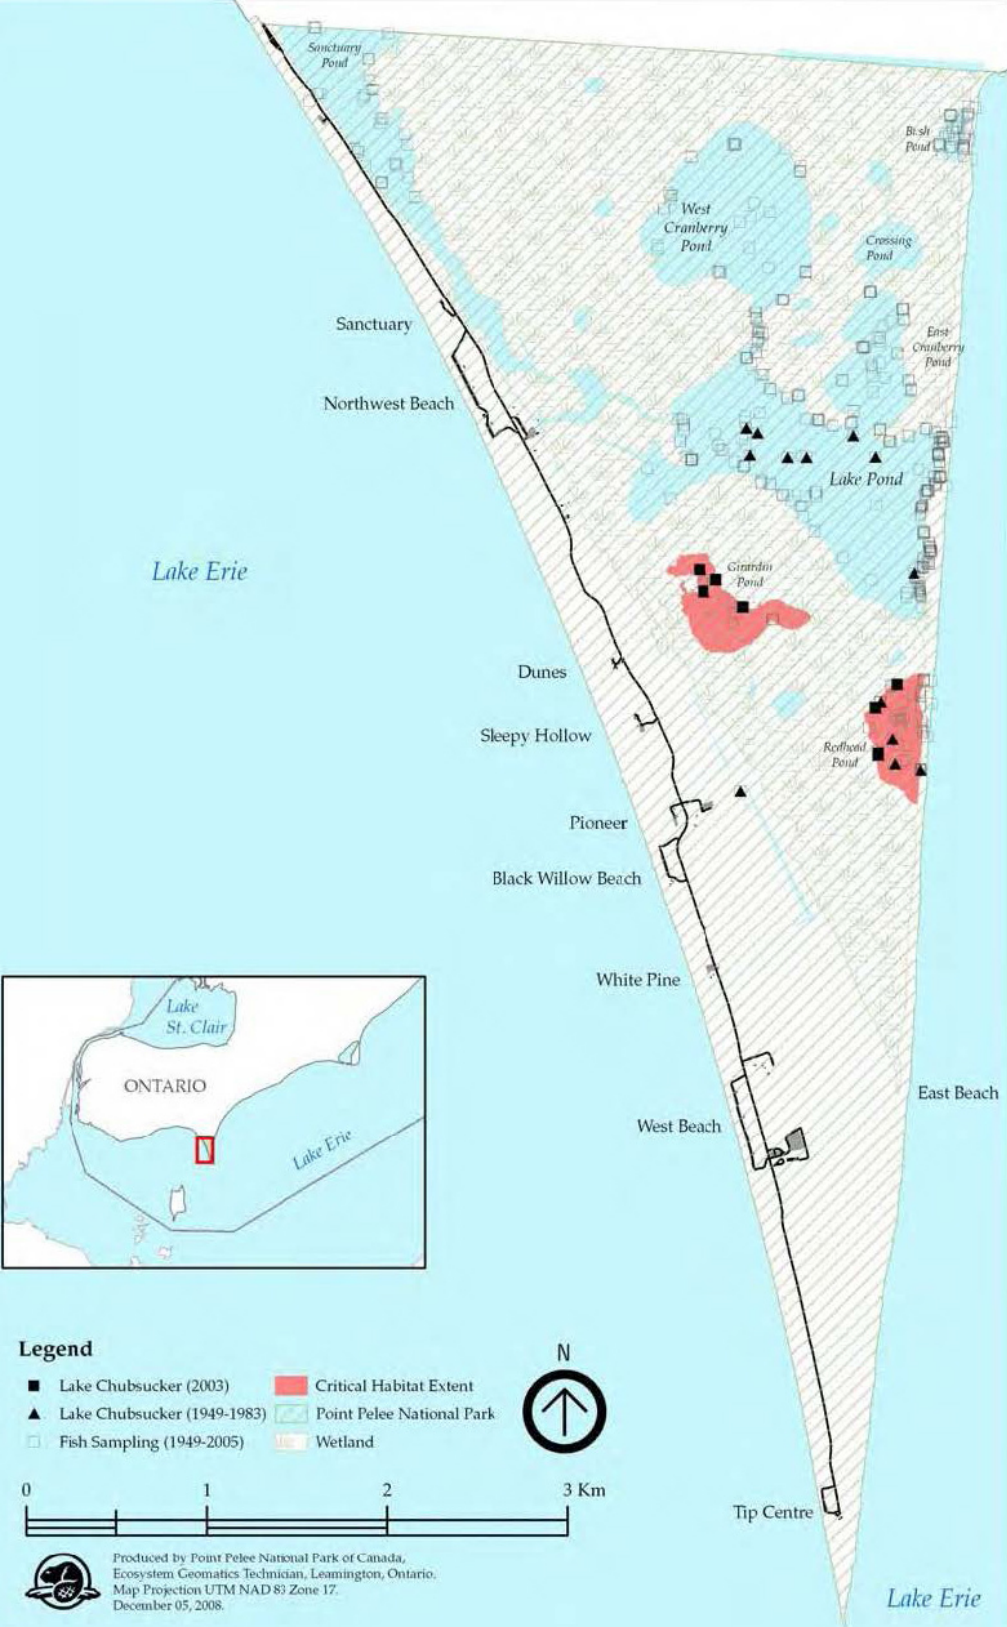 Sanctuary
Pond
Bush
Pond
West
Cranberry
Pond
Crossing
Pond
Sanctuary
East
Cranberry
Pond
Northwest Beach
Lake Pond
Lake Erie
Girardin
Pond
Dunes
Sleepy Hollow
Redhead
Pond
Pioneer
Black Willow Beach
White Pine
Lake
St. Clair
ONTARIO
Lake Erie
East Beach
West Beach
Legend
N
Lake Chubsucker (2003)
Critical Habitat Extent
Lake Chubsucker (1949-1983)
Point Pelee National Park
Fish Sampling (1949-2005)
Wetland
0 1 2 3 Km
Tip Centre
Produced by Point Pelee National Park of Canada,
Ecosystem Geomatics Technician, Leamington, Ontario.
Map Projection UTM NAD 83 Zone 17.
December 05, 2008.
Lake Erie